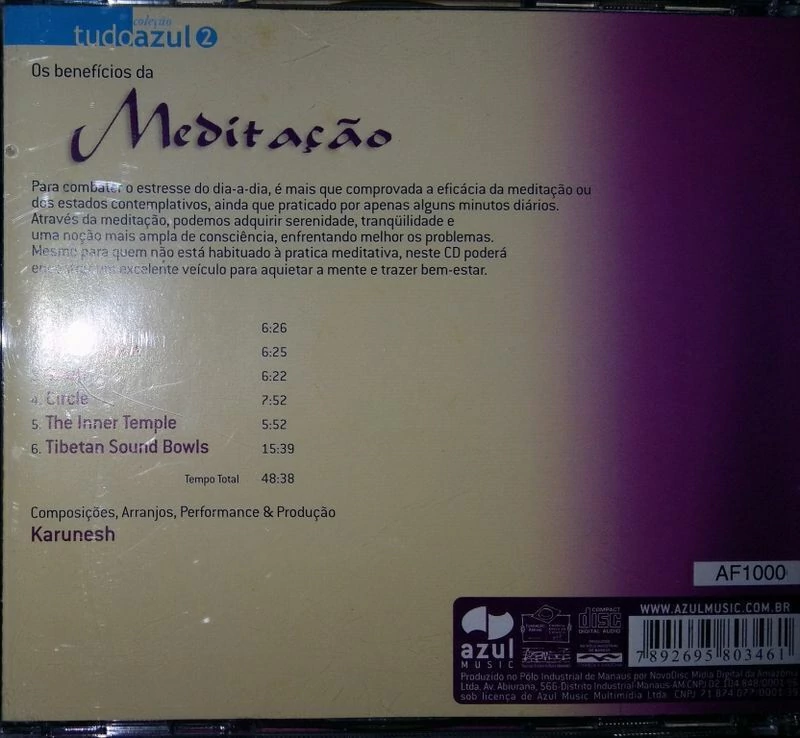 coleção
tudoazul 2
Os benefícios da
Meditação
Para combater o estresse do dia-a-dia, é mais que comprovada a eficácia da meditação ou
dos estados contemplativos, ainda que praticado por apenas alguns minutos diários.
Através da meditação, podemos adquirir serenidade, tranqüilidade e
uma noção mais ampla de consciência, enfrentando melhor os problemas.
Mesmo para quem não está habituado à pratica meditativa, neste CD poderá
encontrar um excelente veículo para aquietar a mente e trazer bem-estar.
6:26
6:25
6:22
4. Circle 7:52
5. The Inner Temple 5:52
6. Tibetan Sound Bowls 15:39
Tempo Total 48:38
Composições, Arranjos, Performance & Produção
Karunesh
AF1000
azul
MUSIC
COMPACT
disc
DIGITAL AUDIO
WWW.AZULMUSIC.COM.BR
7 892695 803461
Produzido no Pólo Industrial de Manaus por NovoDisc Mídia Digital da Amazônia
Ltda. Av. Abiurana, 566-Distrito Industrial-Manaus-AM CNPJ
sob licença de Azul Music Multimídia Ltda CNPJ